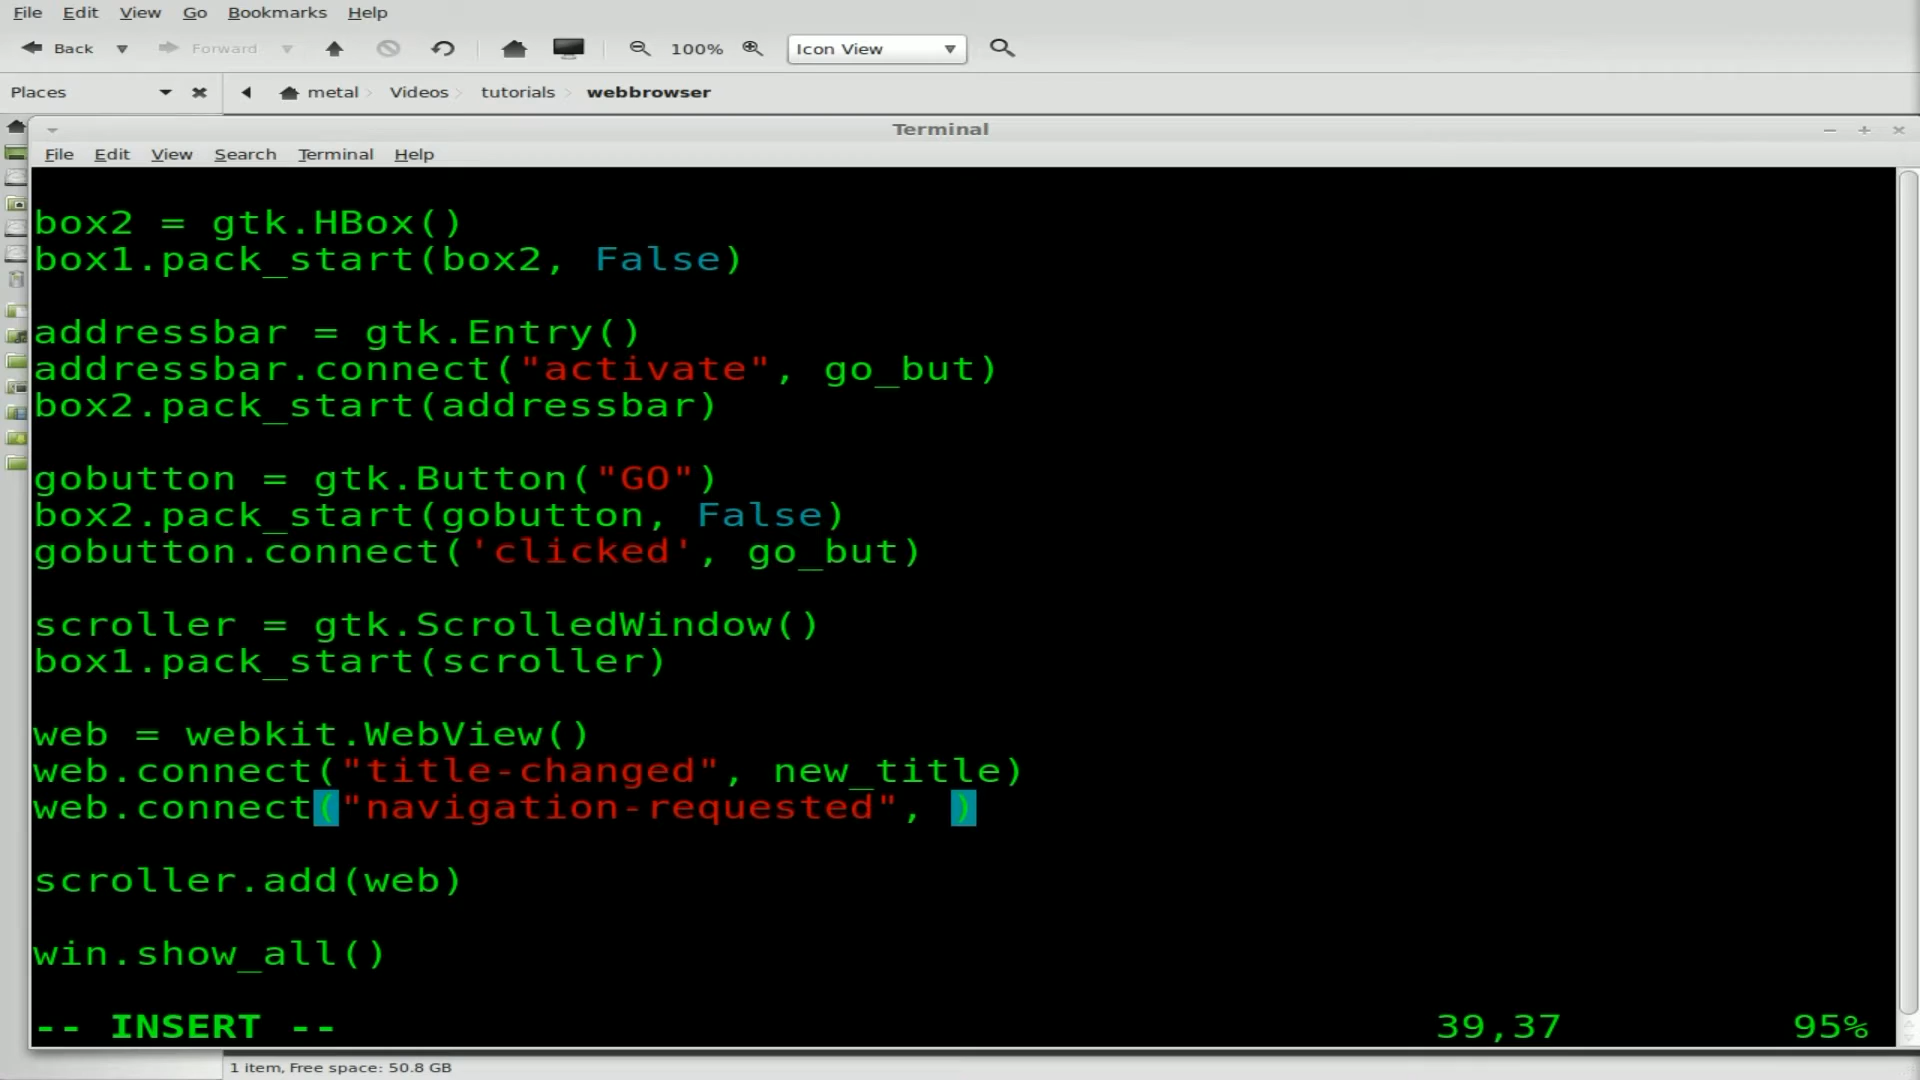 File Edit View Go Bookmarks Help
Back Forward 100% Icon View
Places metal Videos tutorials webbrowser
Terminal
File Edit View Search Terminal Help
box2 = gtk.HBox()
box1.pack_start(box2, False)
addressbar = gtk.Entry()
addressbar.connect("activate", go_but)
box2.pack_start(addressbar)
gobutton = gtk.Button("GO")
box2.pack_start(gobutton, False)
gobutton.connect('clicked', go_but)
scroller = gtk.ScrolledWindow()
box1.pack_start(scroller)
web = webkit.WebView()
web.connect("title-changed", new_title)
web.connect("navigation-requested", )
scroller.add(web)
win.show_all()
-- INSERT -- 39,37 95%
1 item, Free space: 50.8 GB